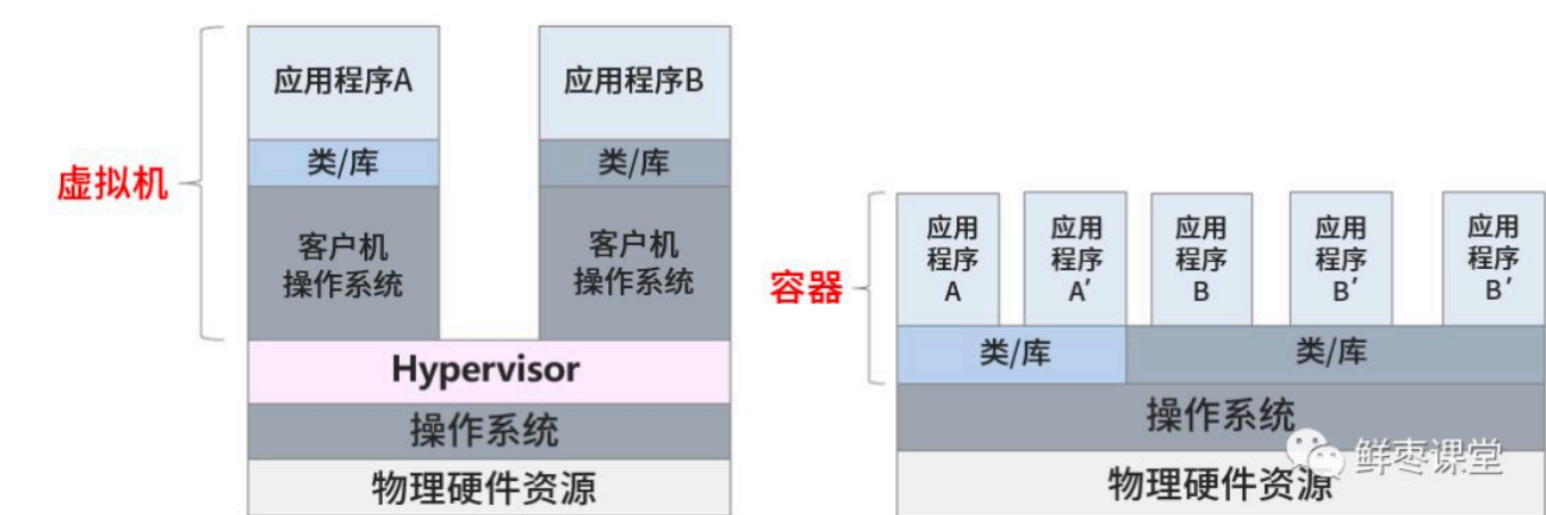 虚拟机
应用程序A
类/库
客户机
操作系统
应用程序B
类/库
客户机
操作系统
Hypervisor
操作系统
物理硬件资源
容器
应用
程序
A
应用
程序
A′
应用
程序
B
应用
程序
B′
应用
程序
B′
类/库
类/库
操作系统
物理硬件资源
鲜枣课堂